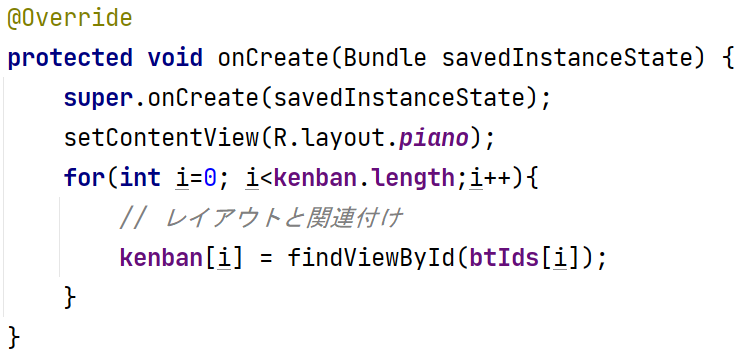 @Override
protected void onCreate(Bundle savedInstanceState) {
    super.onCreate(savedInstanceState);
    setContentView(R.layout.piano);
    for(int i=0; i<kenban.length;i++){
        // レイアウトと関連付け
        kenban[i] = findViewById(btIds[i]);
    }
}